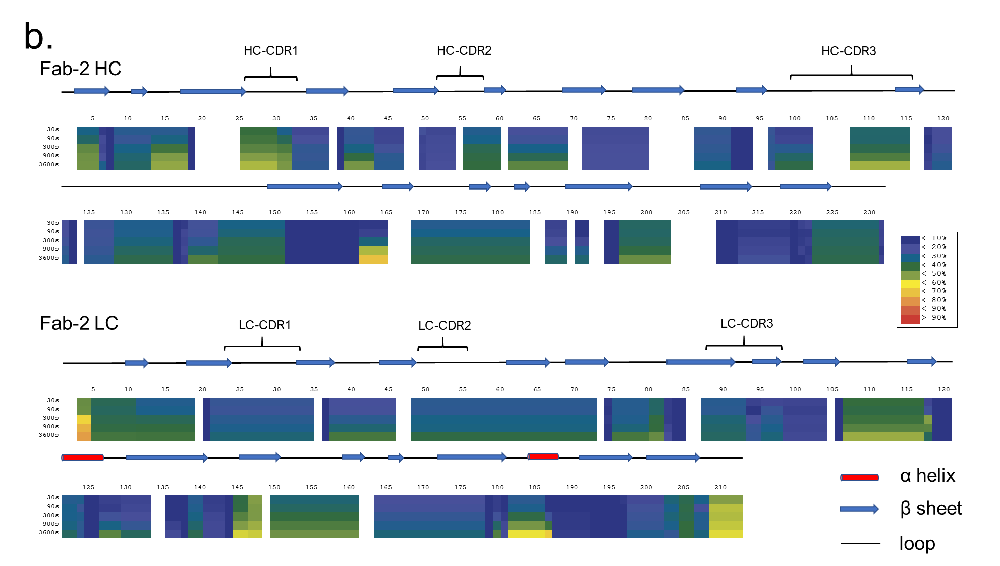 b.
HC-CDR1 HC-CDR2 HC-CDR3
Fab-2 HC
5 10 15 20 25 30 35 40 45 50 55 60 65 70 75 80 85 90 95 100 105 110 115 120
30s
90s
300s
900s
3600s
125 130 135 140 145 150 155 160 165 170 175 180 185 190 195 200 205 210 215 220 225 230
30s
90s
300s
900s
3600s
< 10%
< 20%
< 30%
< 40%
< 50%
< 60%
< 70%
< 80%
< 90%
> 90%
Fab-2 LC
LC-CDR1 LC-CDR2 LC-CDR3
5 10 15 20 25 30 35 40 45 50 55 60 65 70 75 80 85 90 95 100 105 110 115 120
30s
90s
300s
900s
3600s
125 130 135 140 145 150 155 160 165 170 175 180 185 190 195 200 205 210
30s
90s
300s
900s
3600s
α helix
β sheet
loop